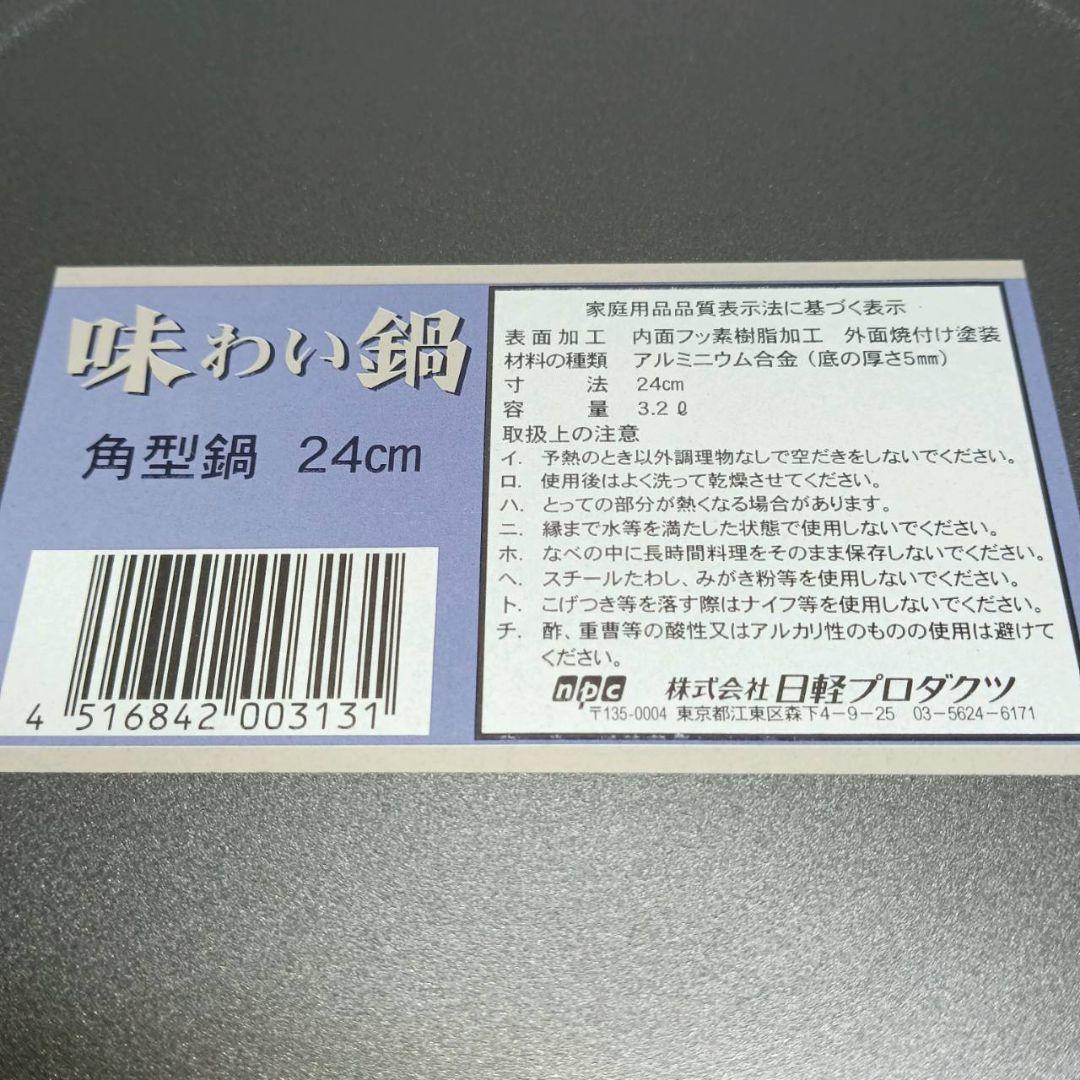 味わい鍋
角型鍋 24cm
4 516842 003131
家庭用品品質表示法に基づく表示
表面加工 内面フッ素樹脂加工 外面焼付け塗装
材料の種類 アルミニウム合金（底の厚さ5㎜）
寸法 24㎝
容量 3.2ℓ
取扱上の注意
イ. 予熱のとき以外調理物なしで空だきをしないでください。
ロ. 使用後はよく洗って乾燥させてください。
ハ. とっての部分が熱くなる場合があります。
ニ. 縁まで水等を満たした状態で使用しないでください。
ホ. なべの中に長時間料理をそのまま保存しないでください。
ヘ. スチールたわし、みがき粉等を使用しないでください。
ト. こげつき等を落す際はナイフ等を使用しないでください。
チ. 酢、重曹等の酸性又はアルカリ性のものの使用は避けて
ください。
npc 株式会社 日軽プロダクツ
〒135-0004 東京都江東区森下4-9-25 03-5624-6171